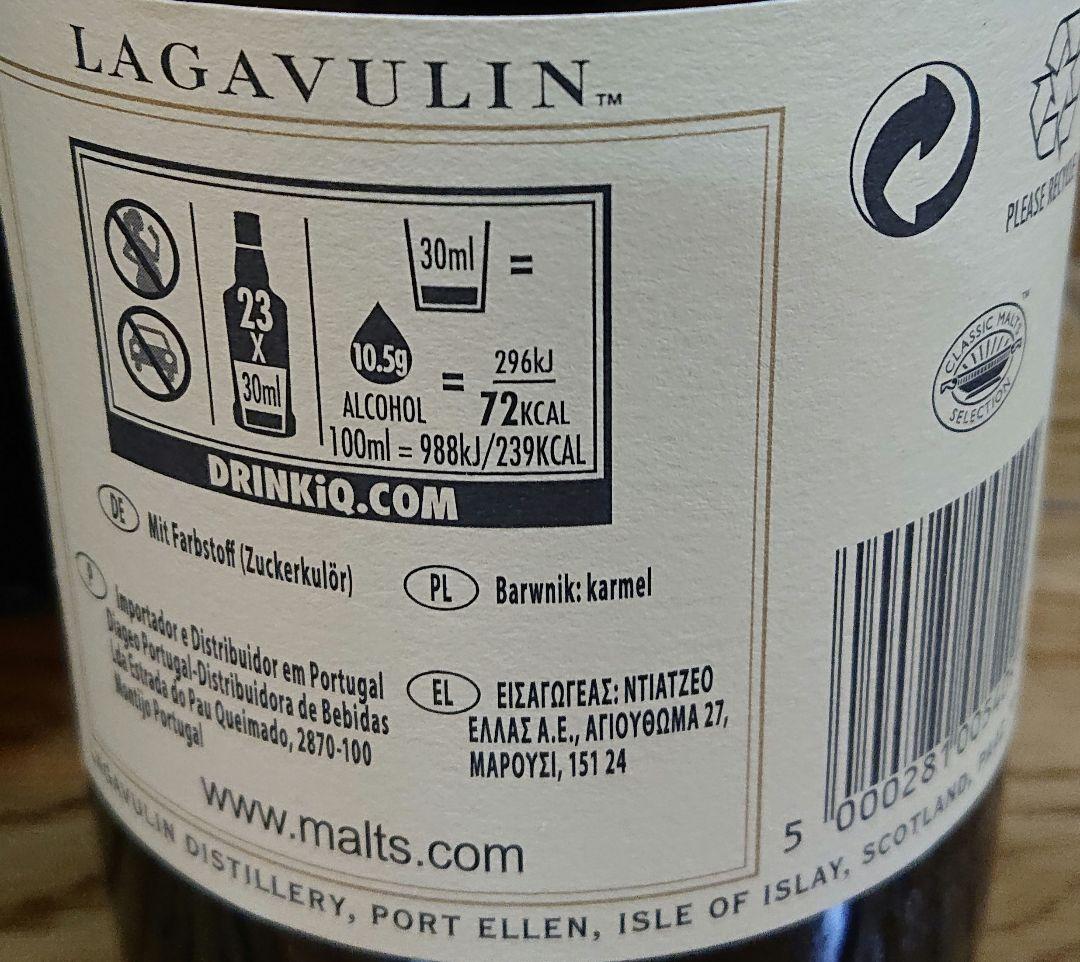 LAGAVULIN™
30ml =
23
X
30ml
10.5g
ALCOHOL
=
296kJ
72KCAL
100ml = 988kJ/239KCAL
DRINKiQ.COM
DE Mit Farbstoff (Zuckerkulör)
PL Barwnik: karmel
P Importador e Distribuidor em Portugal
Diageo Portugal-Distribuidora de Bebidas
Lda Estrada do Pau Queimado, 2870-100
Montijo Portugal
EL ΕΙΣΑΓΩΓΕΑΣ: ΝΤΙΑΤΖΕΟ
ΕΛΛΑΣ Α.Ε., ΑΓΙΟΥΘΩΜΑ 27,
ΜΑΡΟΥΣΙ, 151 24
www.malts.com
LAGAVULIN DISTILLERY, PORT ELLEN, ISLE OF ISLAY, SCOTLAND,
PLEASE RECYCLE
CLASSIC MALTS
SELECTION
™
5 000281